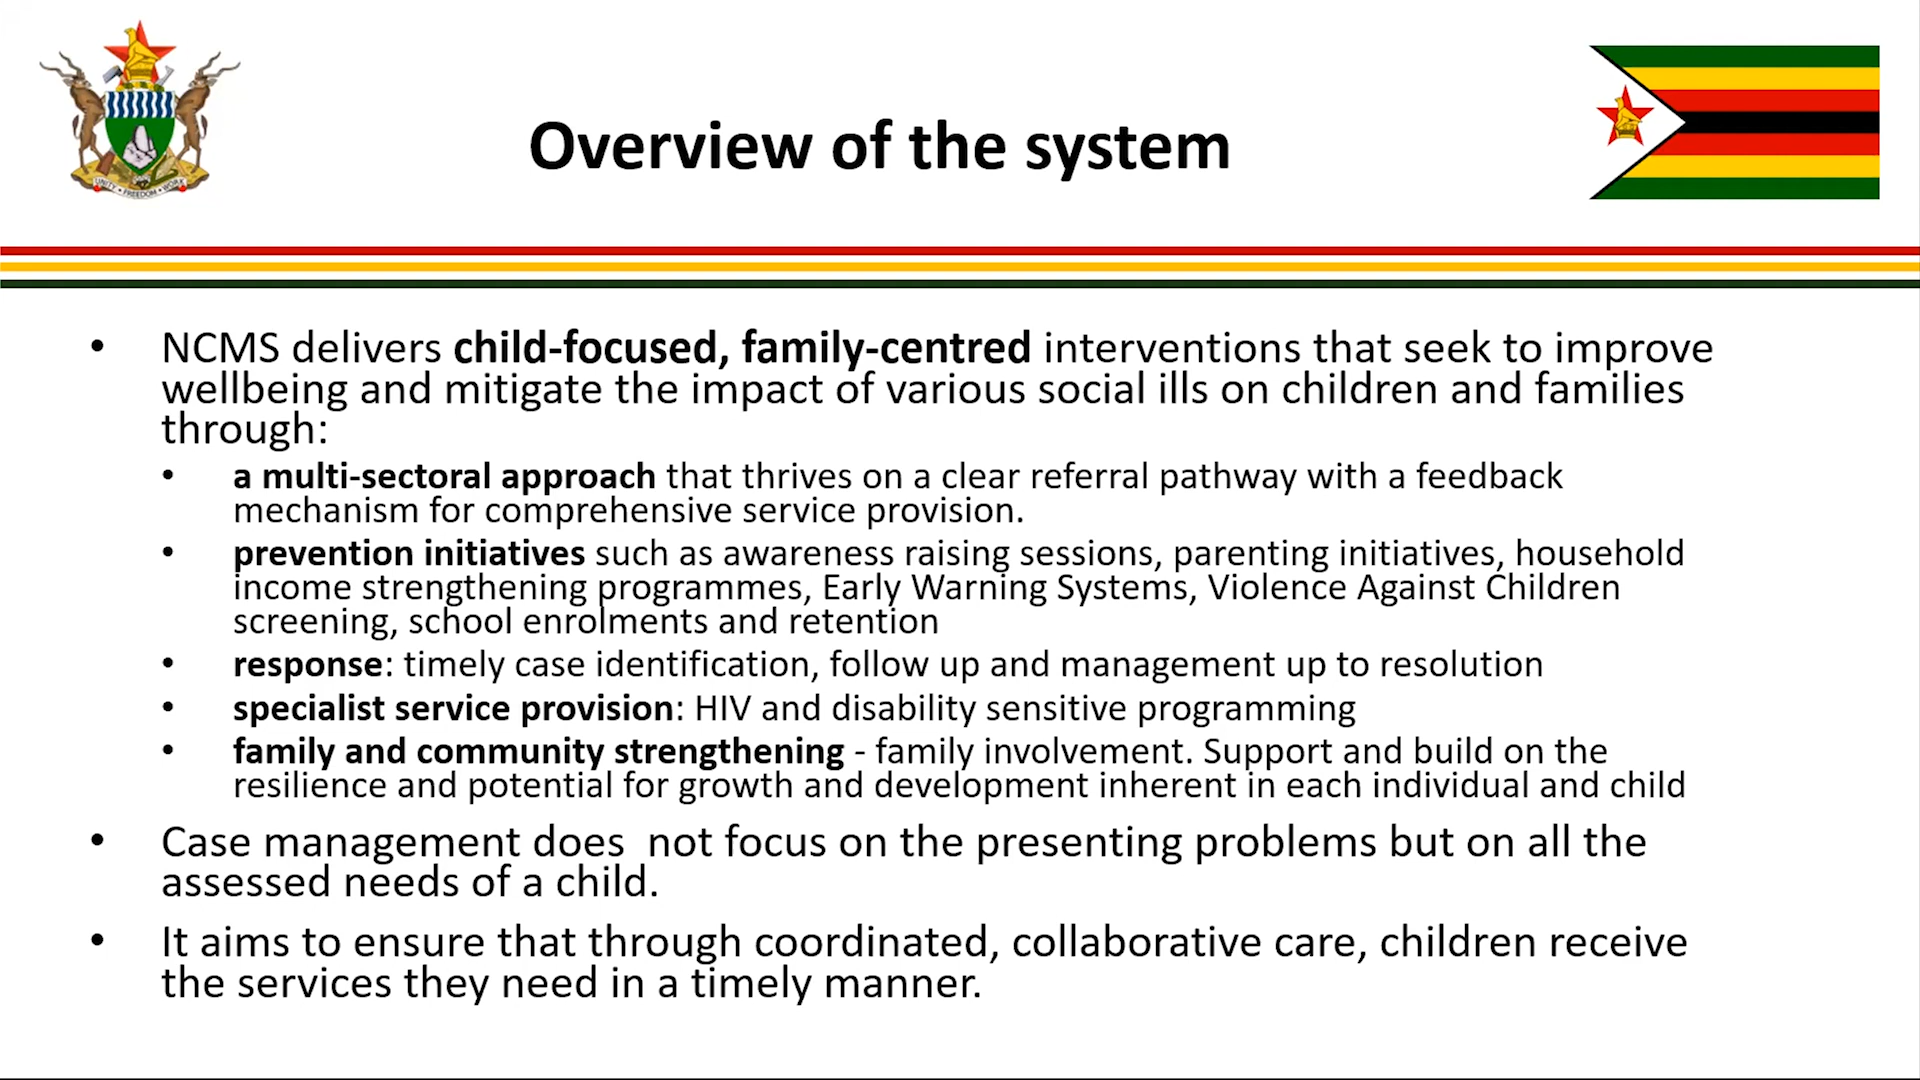 UNITY • FREEDOM • WORK
Overview of the system
• NCMS delivers child-focused, family-centred interventions that seek to improve
wellbeing and mitigate the impact of various social ills on children and families
through:
• a multi-sectoral approach that thrives on a clear referral pathway with a feedback
mechanism for comprehensive service provision.
• prevention initiatives such as awareness raising sessions, parenting initiatives, household
income strengthening programmes, Early Warning Systems, Violence Against Children
screening, school enrolments and retention
• response: timely case identification, follow up and management up to resolution
• specialist service provision: HIV and disability sensitive programming
• family and community strengthening - family involvement. Support and build on the
resilience and potential for growth and development inherent in each individual and child
• Case management does  not focus on the presenting problems but on all the
assessed needs of a child.
• It aims to ensure that through coordinated, collaborative care, children receive
the services they need in a timely manner.